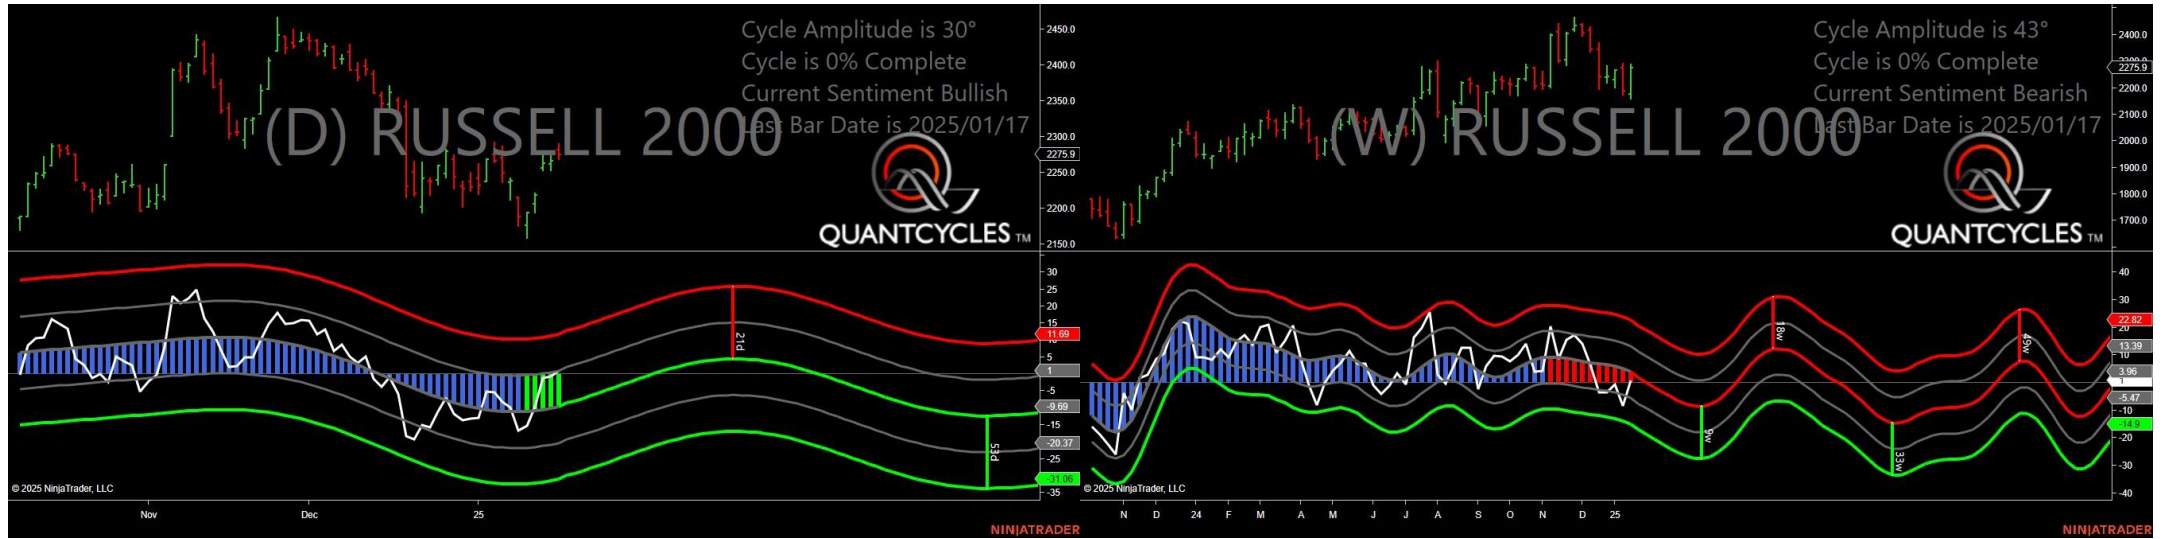 Cycle Amplitude is 30°
Cycle is 0% Complete
Current Sentiment Bullish
Last Bar Date is 2025/01/17
(D) RUSSELL 2000
QUANTCYCLES TM
2450.0
2400.0
2350.0
2300.0
2275.9
2250.0
2200.0
2150.0
30
25
20
15
11.69
5
1
-5
-9.69
-15
-20.37
-25
-31.06
-35
21d
53d
© 2025 NinjaTrader, LLC
Nov Dec 25
NINJATRADER
Cycle Amplitude is 43°
Cycle is 0% Complete
Current Sentiment Bearish
Last Bar Date is 2025/01/17
(W) RUSSELL 2000
QUANTCYCLES TM
2400.0
2300.0
2275.9
2200.0
2100.0
2000.0
1900.0
1800.0
1700.0
40
30
22.82
20
13.39
10
3.96
1
-5.47
-10
-14.9
-20
-30
-40
18w
49w
9w
33w
© 2025 NinjaTrader, LLC
N D 24 F M A M J J A S O N D 25
NINJATRADER